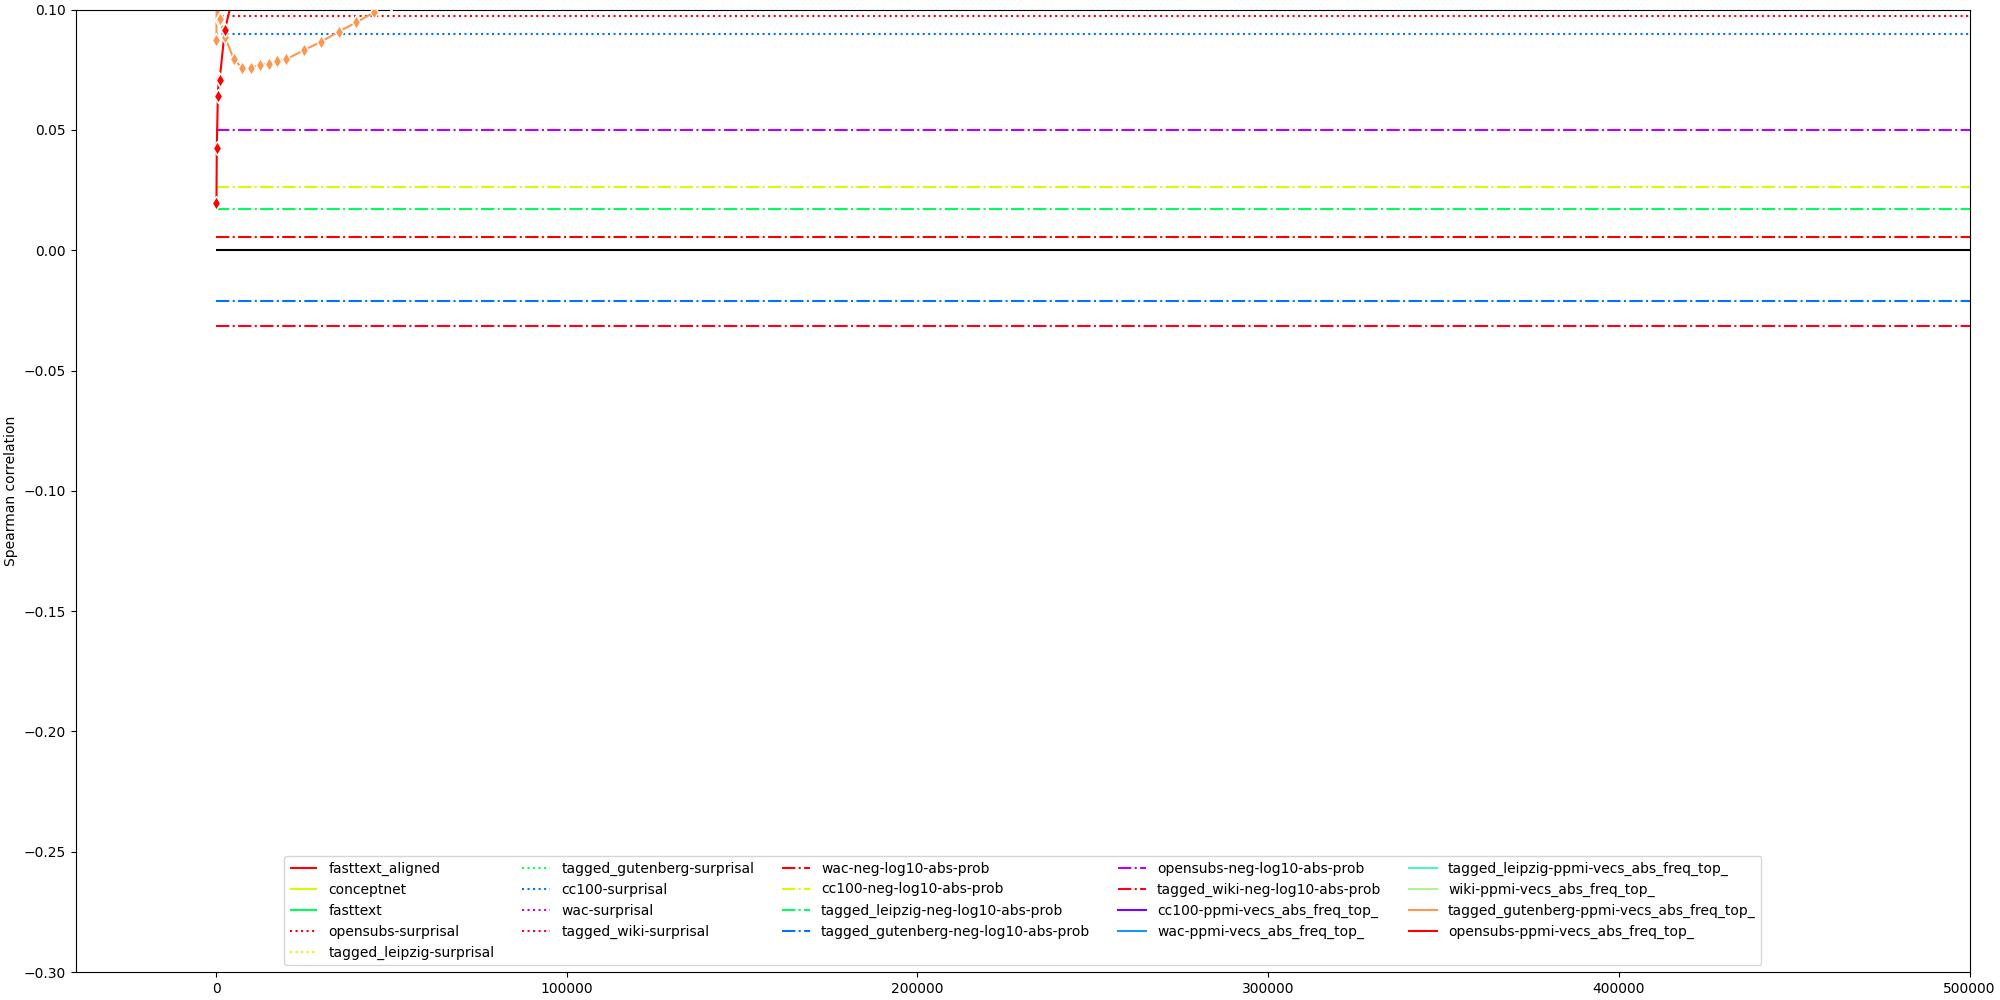 0.10
0.05
0.00
−0.05
−0.10
−0.15
−0.20
−0.25
−0.30
Spearman correlation
0
100000
200000
300000
400000
500000
fasttext_aligned
conceptnet
fasttext
opensubs-surprisal
tagged_leipzig-surprisal
tagged_gutenberg-surprisal
cc100-surprisal
wac-surprisal
tagged_wiki-surprisal
wac-neg-log10-abs-prob
cc100-neg-log10-abs-prob
tagged_leipzig-neg-log10-abs-prob
tagged_gutenberg-neg-log10-abs-prob
opensubs-neg-log10-abs-prob
tagged_wiki-neg-log10-abs-prob
cc100-ppmi-vecs_abs_freq_top_
wac-ppmi-vecs_abs_freq_top_
tagged_leipzig-ppmi-vecs_abs_freq_top_
wiki-ppmi-vecs_abs_freq_top_
tagged_gutenberg-ppmi-vecs_abs_freq_top_
opensubs-ppmi-vecs_abs_freq_top_